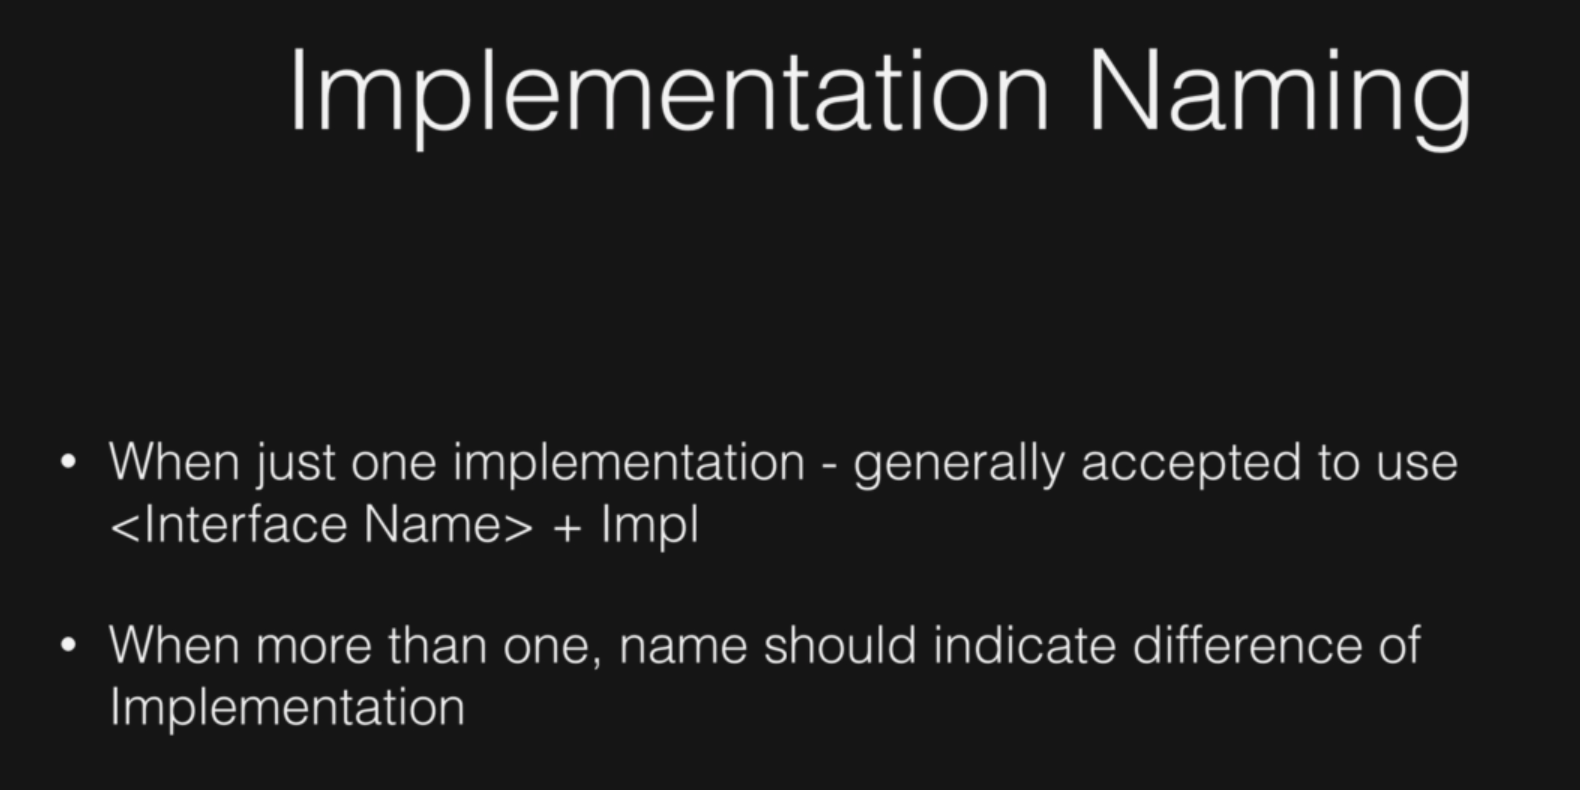 Implementation Naming
• When just one implementation - generally accepted to use
<Interface Name> + Impl
• When more than one, name should indicate difference of
Implementation